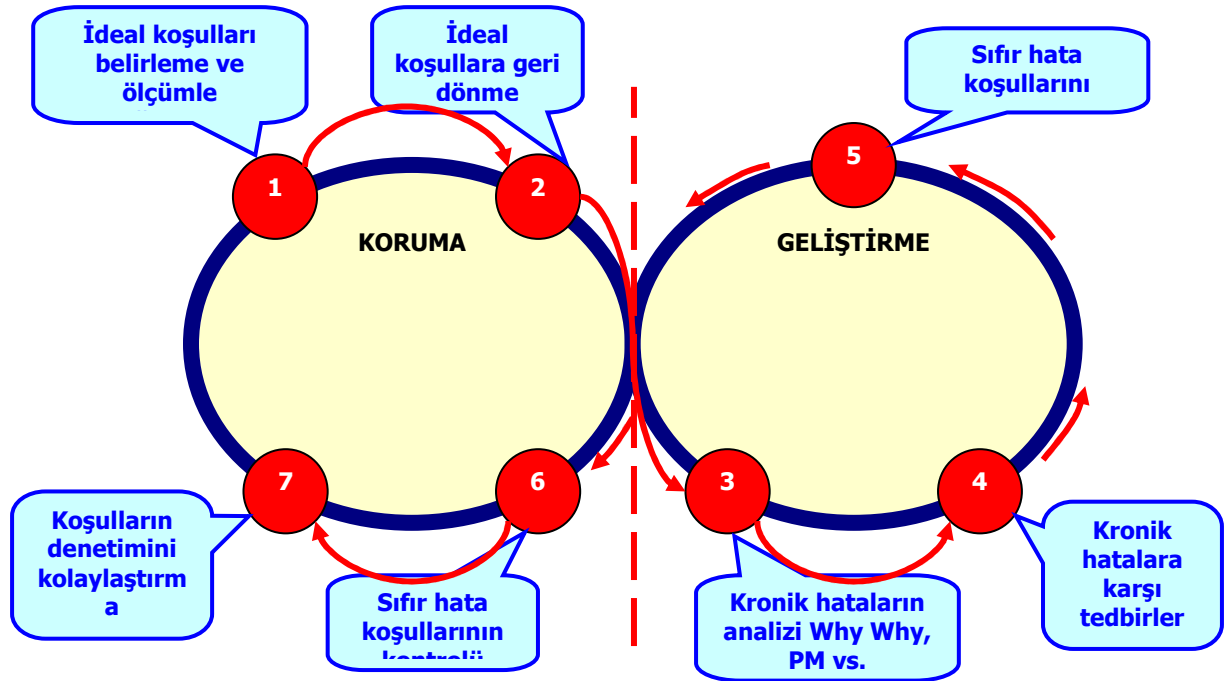 İdeal koşulları
belirleme ve
ölçümle
İdeal
koşullara geri
dönme
Sıfır hata
koşullarını
1
2
5
KORUMA
GELİŞTİRME
7
6
3
4
Koşulların
denetimini
kolaylaştırm
a
Sıfır hata
koşullarının
kontrolü
Kronik hataların
analizi Why Why,
PM vs.
Kronik
hatalara
karşı
tedbirler